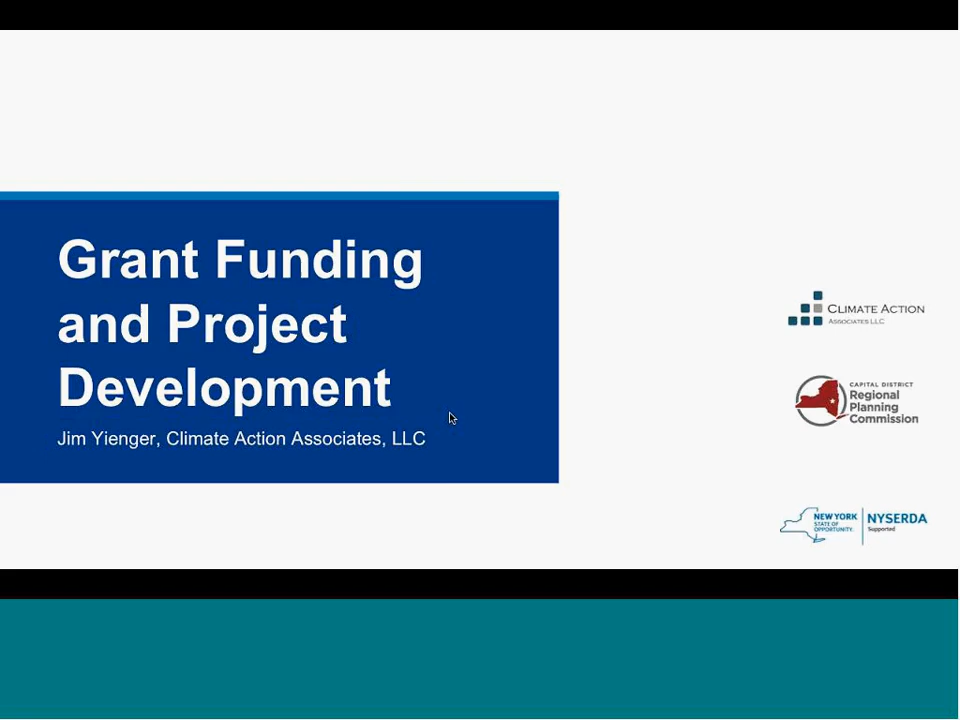 Grant Funding
and Project
Development
Jim Yienger, Climate Action Associates, LLC
CLIMATE ACTION
ASSOCIATES LLC
CAPITAL DISTRICT
Regional
Planning
Commission
NEW YORK
STATE OF
OPPORTUNITY.
NYSERDA
Supported